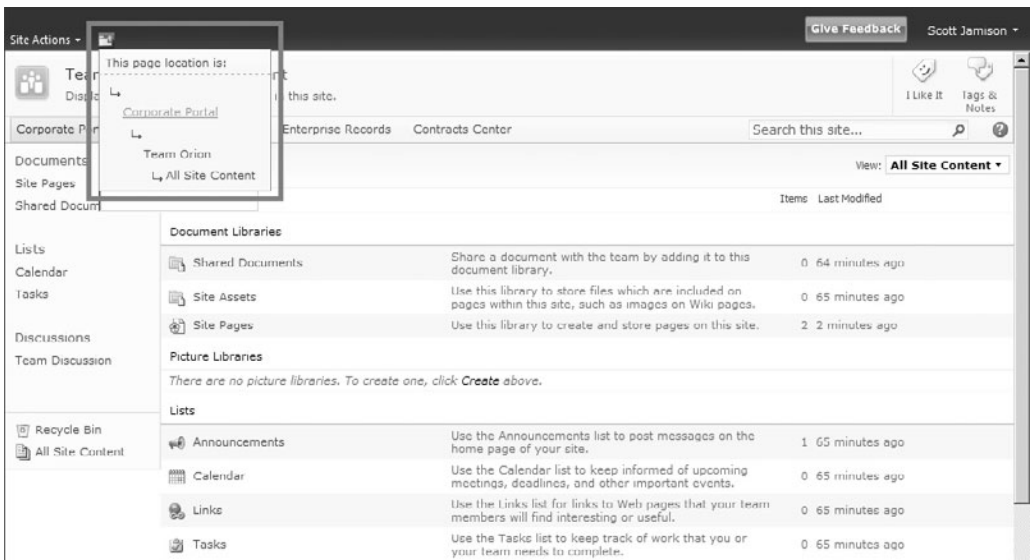 Site Actions
Give Feedback
Scott Jamison
This page location is:
Corporate Portal
Team Orion
All Site Content
in this site.
I Like It
Tags &
Notes
Enterprise Records
Contracts Center
Search this site...
Documents
Site Pages
Shared Docum
Lists
Calendar
Tasks
Discussions
Team Discussion
Recycle Bin
All Site Content
View: All Site Content
Items Last Modified
Document Libraries
Shared Documents
Share a document with the team by adding it to this
document library.
0 64 minutes ago
Site Assets
Use this library to store files which are included on
pages within this site, such as images on Wiki pages.
0 65 minutes ago
Site Pages
Use this library to create and store pages on this site.
2 2 minutes ago
Picture Libraries
There are no picture libraries. To create one, click Create above.
Lists
Announcements
Use the Announcements list to post messages on the
home page of your site.
1 65 minutes ago
Calendar
Use the Calendar list to keep informed of upcoming
meetings, deadlines, and other important events.
0 65 minutes ago
Links
Use the Links list for links to Web pages that your team
members will find interesting or useful.
0 65 minutes ago
Tasks
Use the Tasks list to keep track of work that you or
your team needs to complete.
0 65 minutes ago